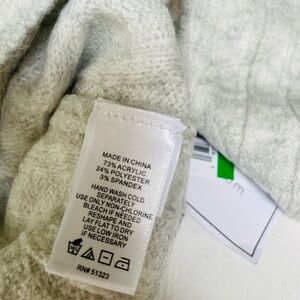 MADE IN CHINA
73% ACRYLIC
24% POLYESTER
3% SPANDEX
HAND WASH COLD
SEPARATELY
USE ONLY NON-CHLORINE
BLEACH IF NEEDED
RESHAPE AND
LAY FLAT TO DRY
USE LOW IRON
IF NECESSARY
RN# 51323